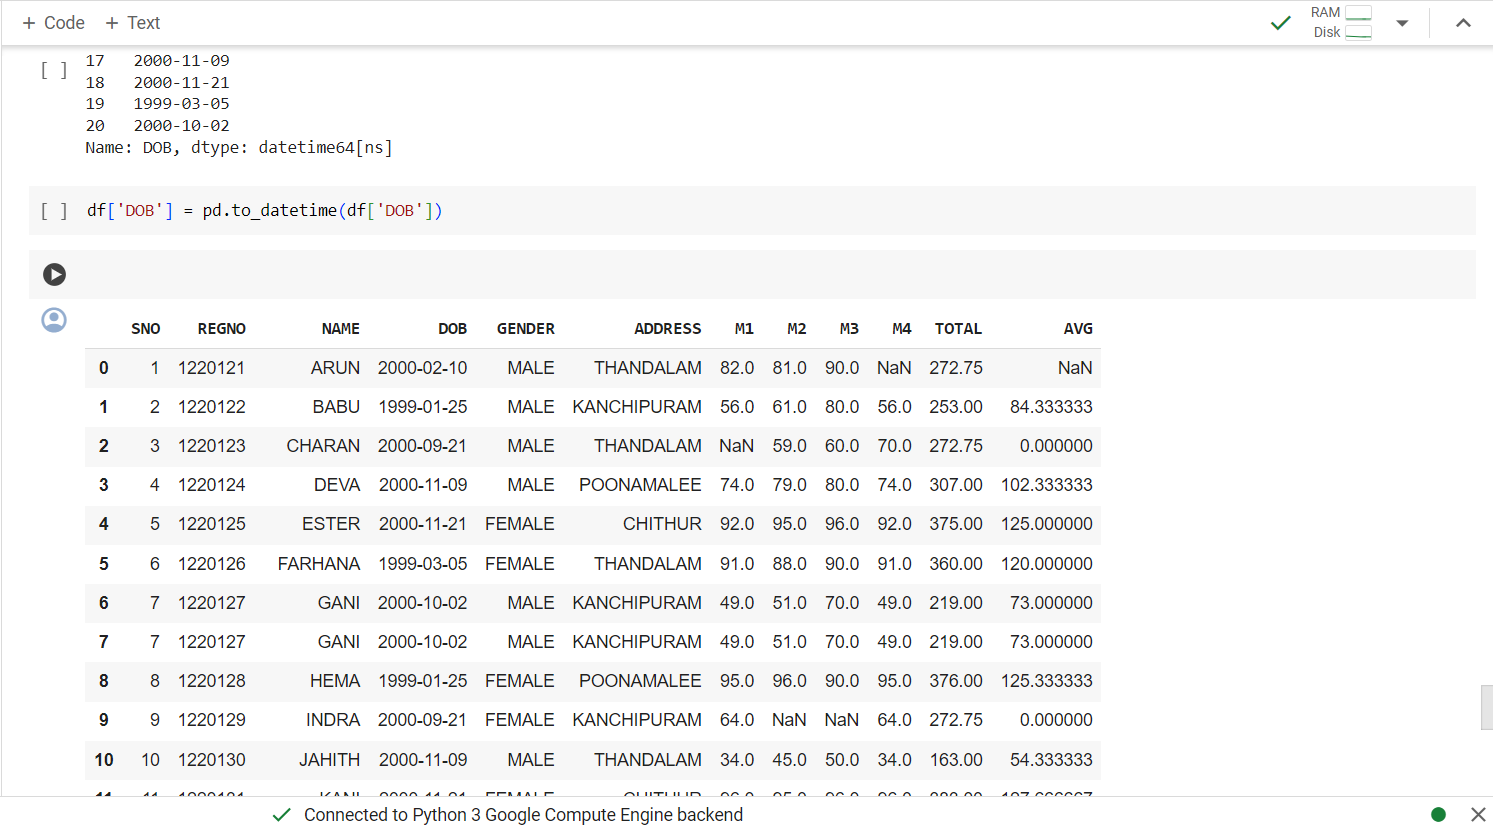 + Code + Text
RAM
Disk
[ ]
17 2000-11-09
18 2000-11-21
19 1999-03-05
20 2000-10-02
Name: DOB, dtype: datetime64[ns]
[ ] df['DOB'] = pd.to_datetime(df['DOB'])
SNO REGNO NAME DOB GENDER ADDRESS M1 M2 M3 M4 TOTAL AVG
0 1 1220121 ARUN 2000-02-10 MALE THANDALAM 82.0 81.0 90.0 NaN 272.75 NaN
1 2 1220122 BABU 1999-01-25 MALE KANCHIPURAM 56.0 61.0 80.0 56.0 253.00 84.333333
2 3 1220123 CHARAN 2000-09-21 MALE THANDALAM NaN 59.0 60.0 70.0 272.75 0.000000
3 4 1220124 DEVA 2000-11-09 MALE POONAMALEE 74.0 79.0 80.0 74.0 307.00 102.333333
4 5 1220125 ESTER 2000-11-21 FEMALE CHITHUR 92.0 95.0 96.0 92.0 375.00 125.000000
5 6 1220126 FARHANA 1999-03-05 FEMALE THANDALAM 91.0 88.0 90.0 91.0 360.00 120.000000
6 7 1220127 GANI 2000-10-02 MALE KANCHIPURAM 49.0 51.0 70.0 49.0 219.00 73.000000
7 7 1220127 GANI 2000-10-02 MALE KANCHIPURAM 49.0 51.0 70.0 49.0 219.00 73.000000
8 8 1220128 HEMA 1999-01-25 FEMALE POONAMALEE 95.0 96.0 90.0 95.0 376.00 125.333333
9 9 1220129 INDRA 2000-09-21 FEMALE KANCHIPURAM 64.0 NaN NaN 64.0 272.75 0.000000
10 10 1220130 JAHITH 2000-11-09 MALE THANDALAM 34.0 45.0 50.0 34.0 163.00 54.333333
Connected to Python 3 Google Compute Engine backend